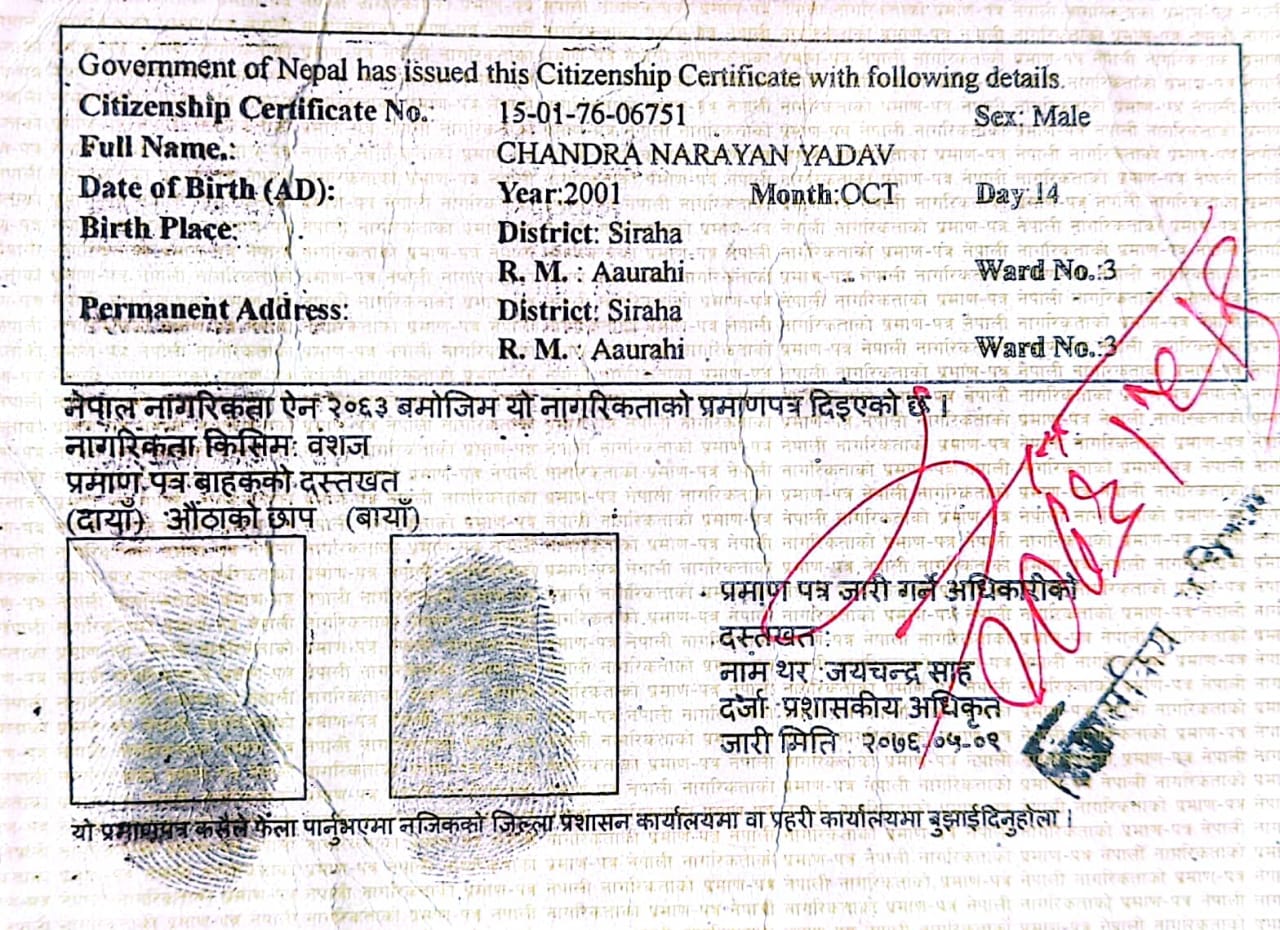 Government of Nepal has issued this Citizenship Certificate with following details.
Citizenship Certificate No.: 15-01-76-06751 Sex: Male
Full Name.: CHANDRA NARAYAN YADAV
Date of Birth (AD): Year:2001 Month:OCT Day:14
Birth Place: District: Siraha
R. M. : Aaurahi Ward No.:3
Permanent Address: District: Siraha
R. M. : Aaurahi Ward No.:3
नेपाल नागरिकता ऐन २०६३ बमोजिम यो नागरिकताको प्रमाणपत्र दिइएको छ ।
नागरिकता किसिम: वंशज
प्रमाण पत्र बाहकको दस्तखत
(दायाँ) औंठाको छाप (बायाँ)
प्रमाण पत्र जारी गर्ने अधिकारीको
दस्तखत :
नाम थर : जयचन्द्र साह
दर्जा : प्रशासकीय अधिकृत
जारी मिति : २०७६-०५-०१
यो प्रमाणपत्र कसैले फेला पार्नुभएमा नजिकको जिल्ला प्रशासन कार्यालयमा वा प्रहरी कार्यालयमा बुझाईदिनुहोला ।